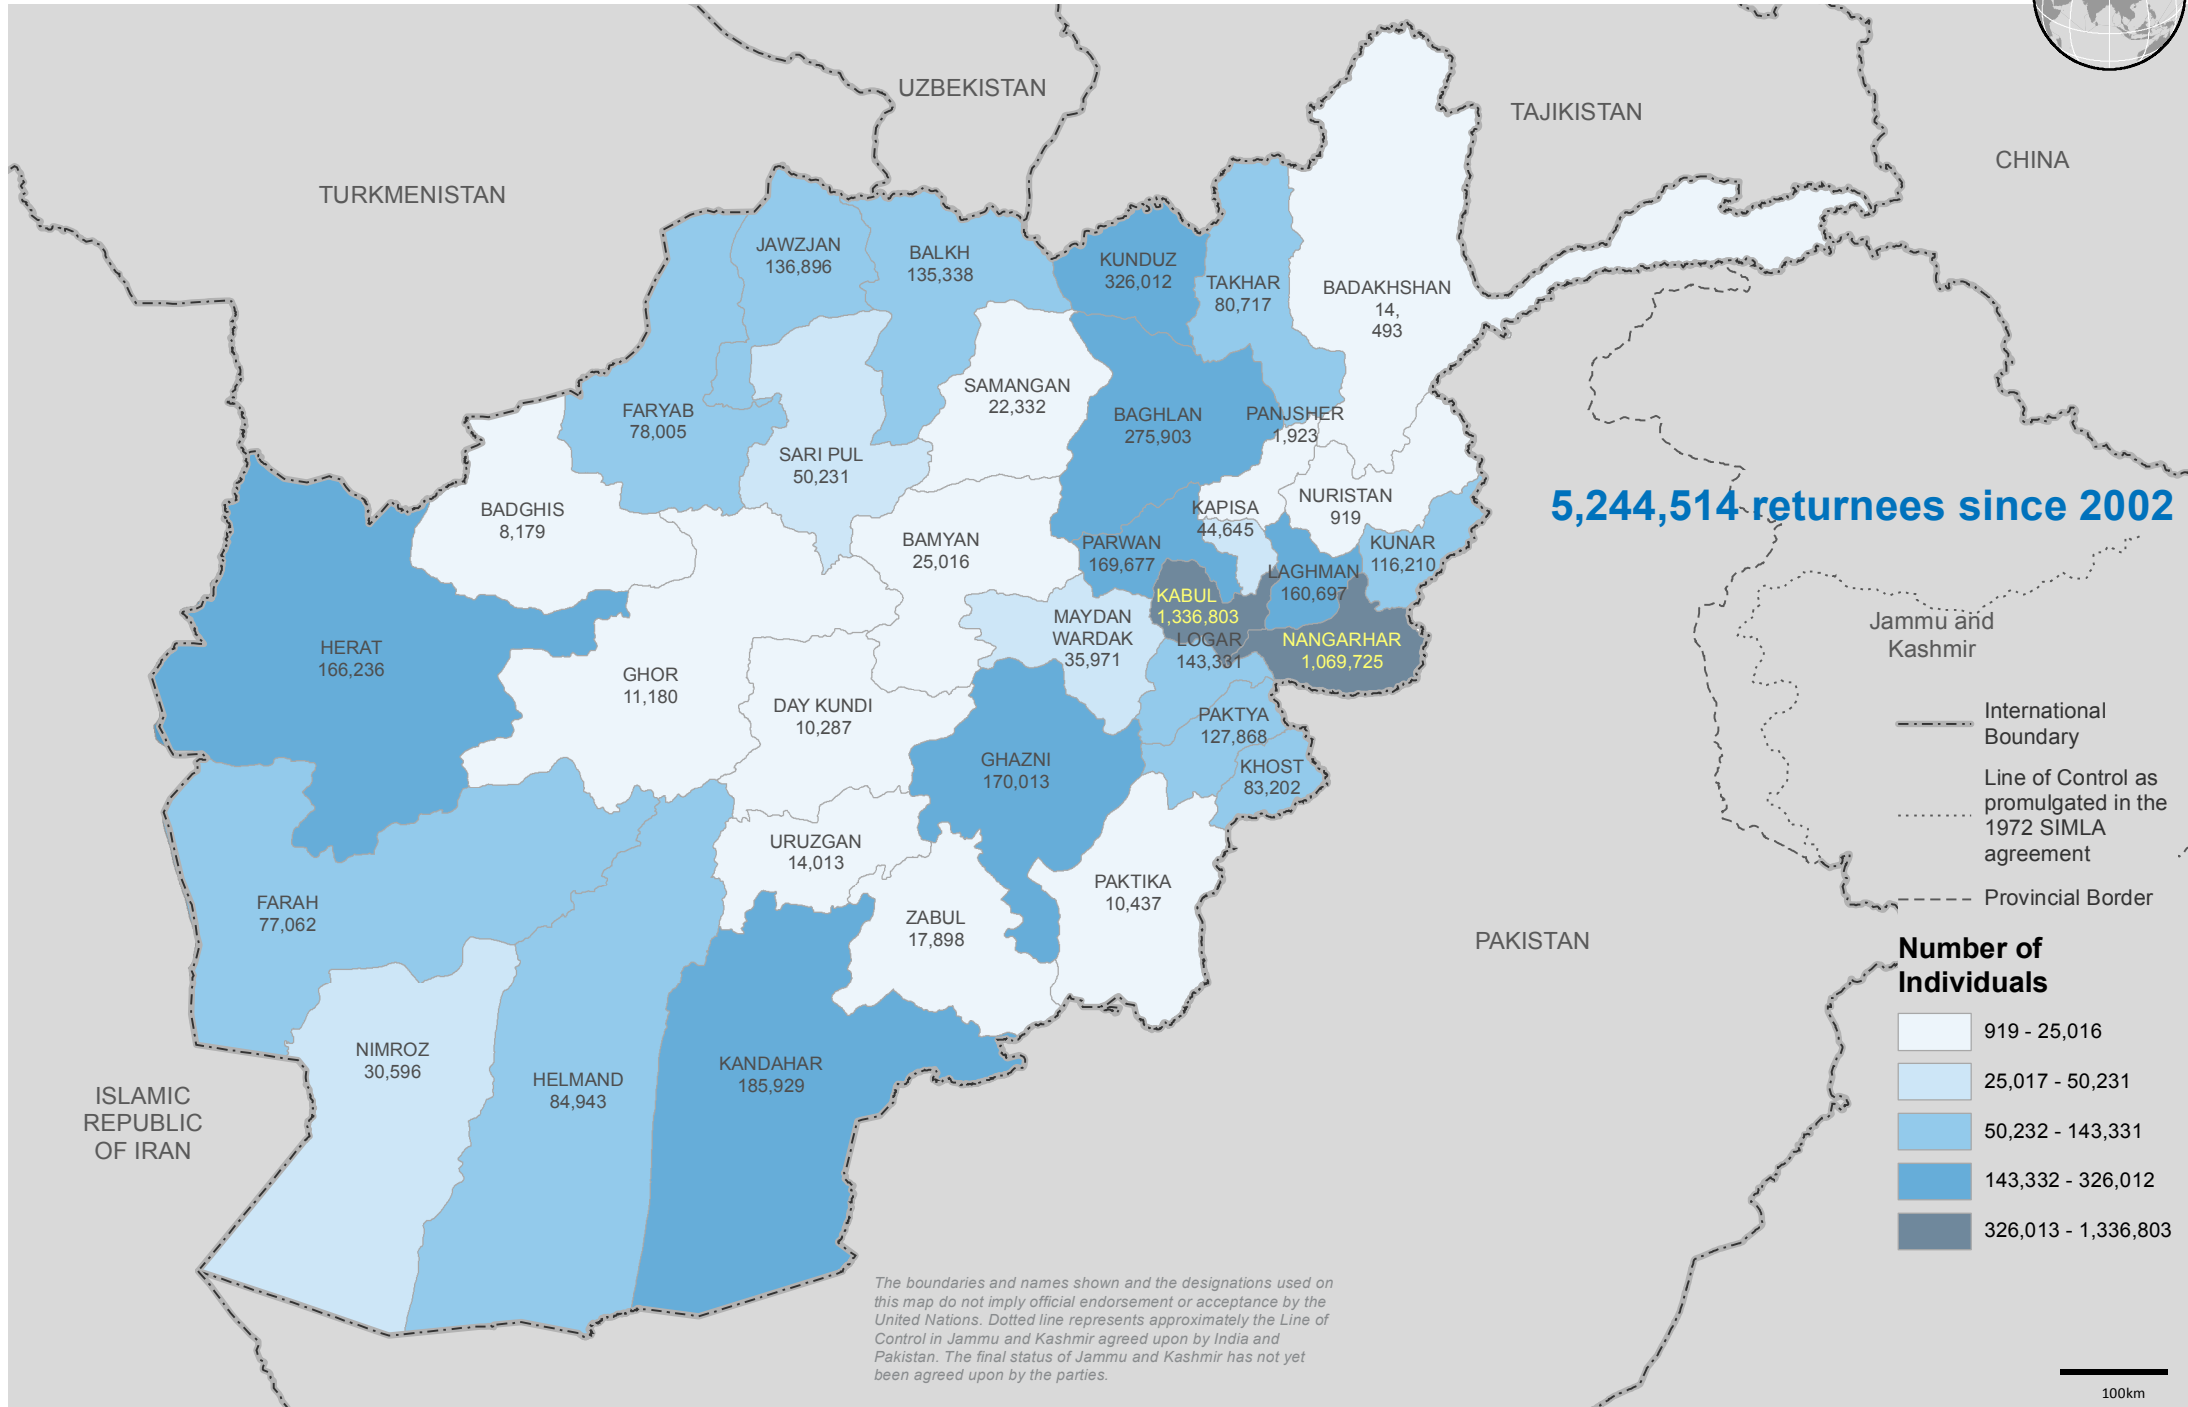 UZBEKISTAN
TAJIKISTAN
CHINA
TURKMENISTAN
JAWZJAN
136,896
BALKH
135,338
KUNDUZ
326,012
TAKHAR
80,717
BADAKHSHAN
14,
493
SAMANGAN
22,332
FARYAB
78,005
BAGHLAN
275,903
PANJSHER
1,923
SARI PUL
50,231
BADGHIS
8,179
NURISTAN
919
KAPISA
44,645
5,244,514 returnees since 2002
BAMYAN
25,016
PARWAN
169,677
KUNAR
116,210
LAGHMAN
160,697
KABUL
1,336,803
MAYDAN
WARDAK
35,971
LOGAR
143,331
NANGARHAR
1,069,725
Jammu and
Kashmir
HERAT
166,236
GHOR
11,180
DAY KUNDI
10,287
PAKTYA
127,868
GHAZNI
170,013
KHOST
83,202
URUZGAN
14,013
PAKTIKA
10,437
FARAH
77,062
ZABUL
17,898
PAKISTAN
NIMROZ
30,596
HELMAND
84,943
KANDAHAR
185,929
ISLAMIC
REPUBLIC
OF IRAN
International
Boundary
Line of Control as
promulgated in the
1972 SIMLA
agreement
Provincial Border
Number of
Individuals
919 - 25,016
25,017 - 50,231
50,232 - 143,331
143,332 - 326,012
326,013 - 1,336,803
The boundaries and names shown and the designations used on
this map do not imply official endorsement or acceptance by the
United Nations. Dotted line represents approximately the Line of
Control in Jammu and Kashmir agreed upon by India and
Pakistan. The final status of Jammu and Kashmir has not yet
been agreed upon by the parties.
100km